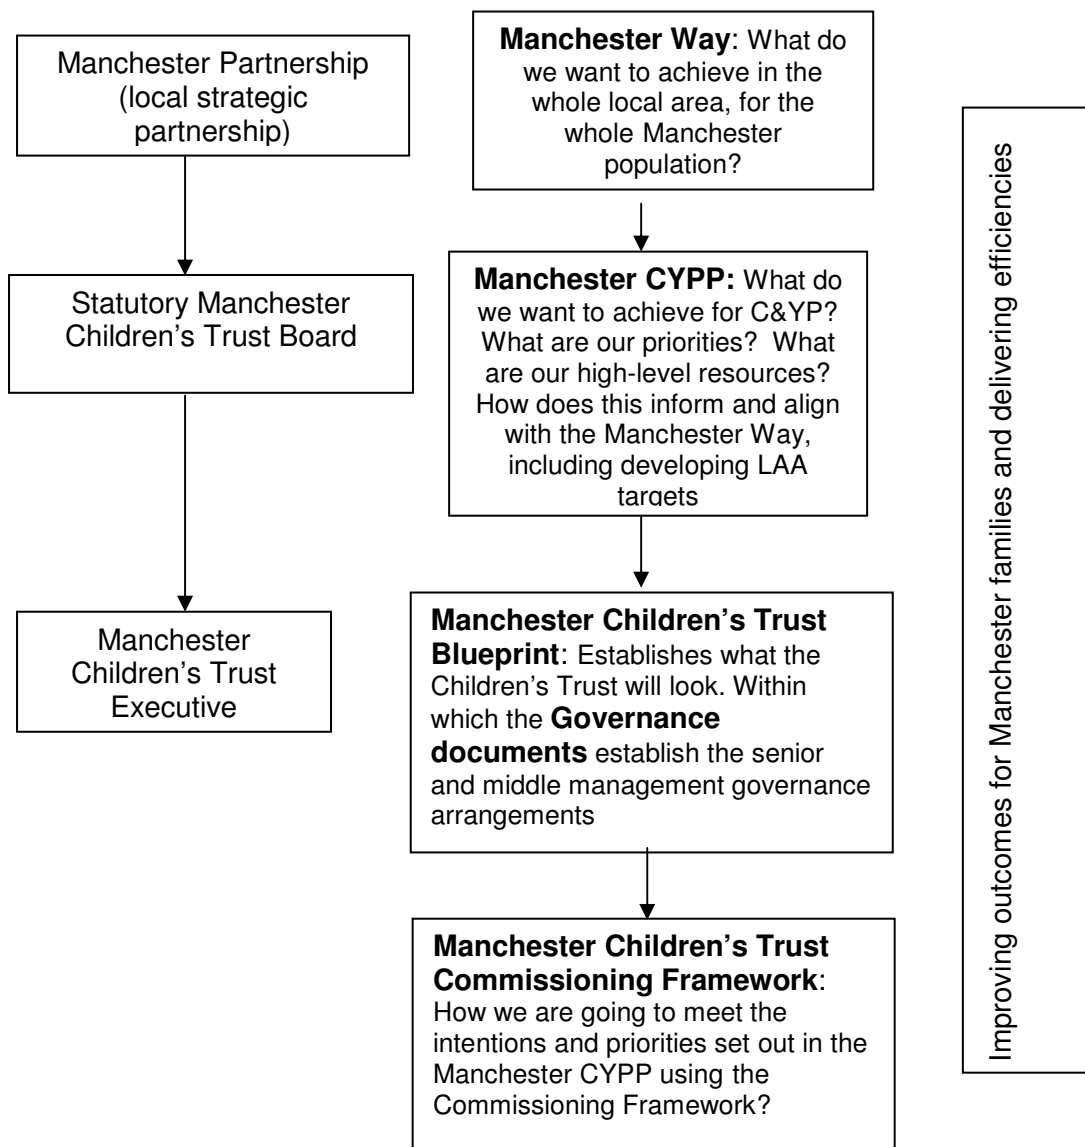 Manchester Partnership
(local strategic
partnership)
Statutory Manchester
Children's Trust Board
Manchester
Children's Trust
Executive
Manchester Way: What do
we want to achieve in the
whole local area, for the
whole Manchester
population?
Manchester CYPP: What do
we want to achieve for C&YP?
What are our priorities?  What
are our high-level resources?
How does this inform and align
with the Manchester Way,
including developing LAA
targets
Manchester Children's Trust
Blueprint: Establishes what the
Children's Trust will look. Within
which the Governance
documents establish the senior
and middle management governance
arrangements
Manchester Children's Trust
Commissioning Framework:
How we are going to meet the
intentions and priorities set out in the
Manchester CYPP using the
Commissioning Framework?
Improving outcomes for Manchester families and delivering efficiencies